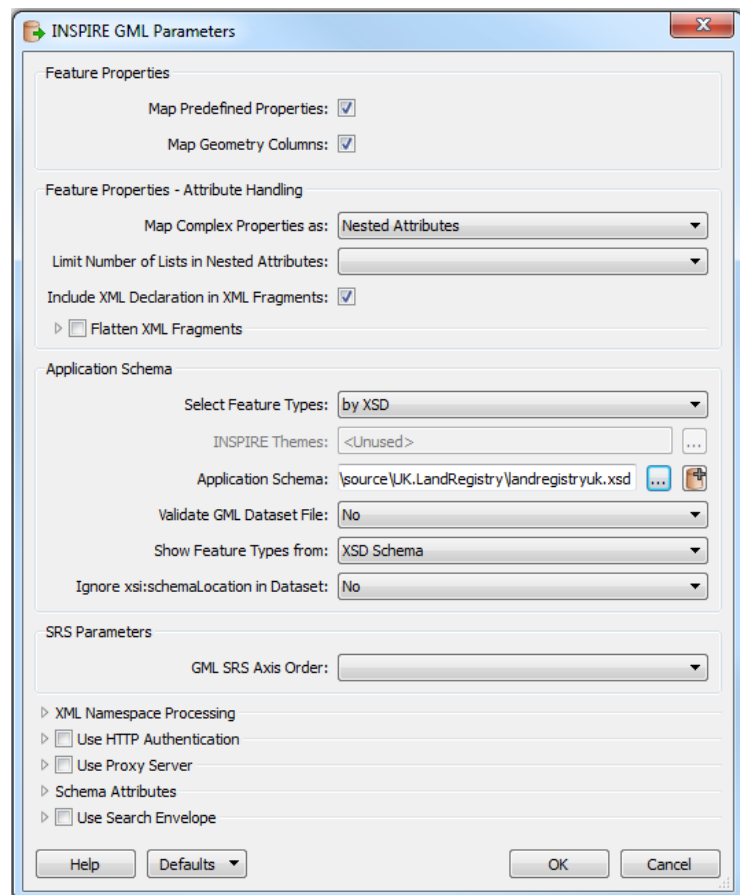 INSPIRE GML Parameters
Feature Properties
Map Predefined Properties:
Map Geometry Columns:
Feature Properties - Attribute Handling
Map Complex Properties as: Nested Attributes
Limit Number of Lists in Nested Attributes:
Include XML Declaration in XML Fragments:
Flatten XML Fragments
Application Schema
Select Feature Types: by XSD
INSPIRE Themes: <Unused> ...
Application Schema: \source\UK.LandRegistry\landregistryuk.xsd ...
Validate GML Dataset File: No
Show Feature Types from: XSD Schema
Ignore xsi:schemaLocation in Dataset: No
SRS Parameters
GML SRS Axis Order:
XML Namespace Processing
Use HTTP Authentication
Use Proxy Server
Schema Attributes
Use Search Envelope
Help Defaults OK Cancel